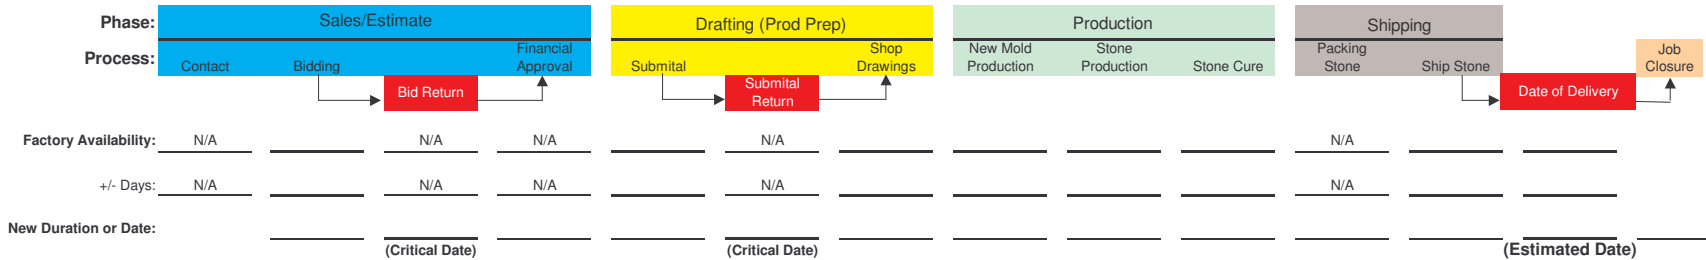 Phase: Sales/Estimate Drafting (Prod Prep) Production Shipping
Process: Contact Bidding Financial Approval Submital Shop Drawings New Mold Production Stone Production Stone Cure Packing Stone Ship Stone Job Closure
Bid Return Submital Return Date of Delivery
Factory Availability: N/A N/A N/A N/A N/A
+/- Days: N/A N/A N/A N/A N/A
New Duration or Date:
(Critical Date) (Critical Date) (Estimated Date)